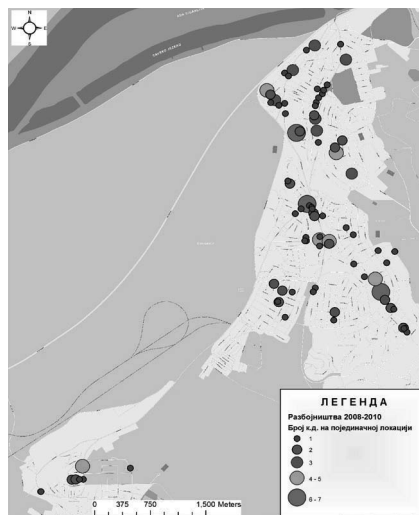 N
W E
S
ЛЕГЕНДА
Разбојништва 2008-2010
Број к.д. на појединачној локацији
1
2
3
4 - 5
6 - 7
0 375 750 1,500 Meters